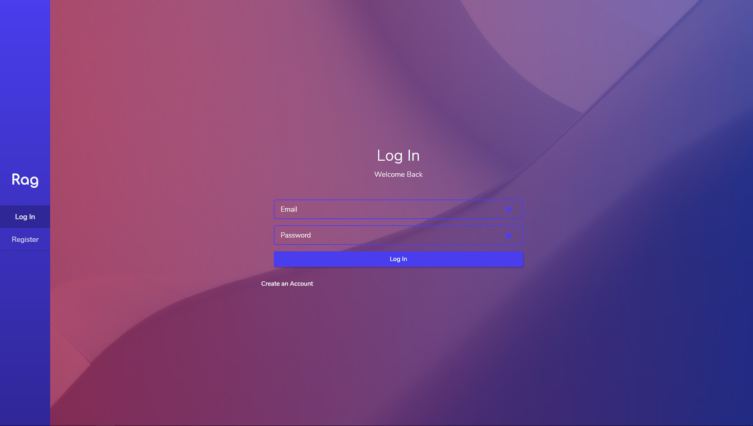 Rag
Log In
Register
Log In
Welcome Back
Email
Password
Log In
Create an Account